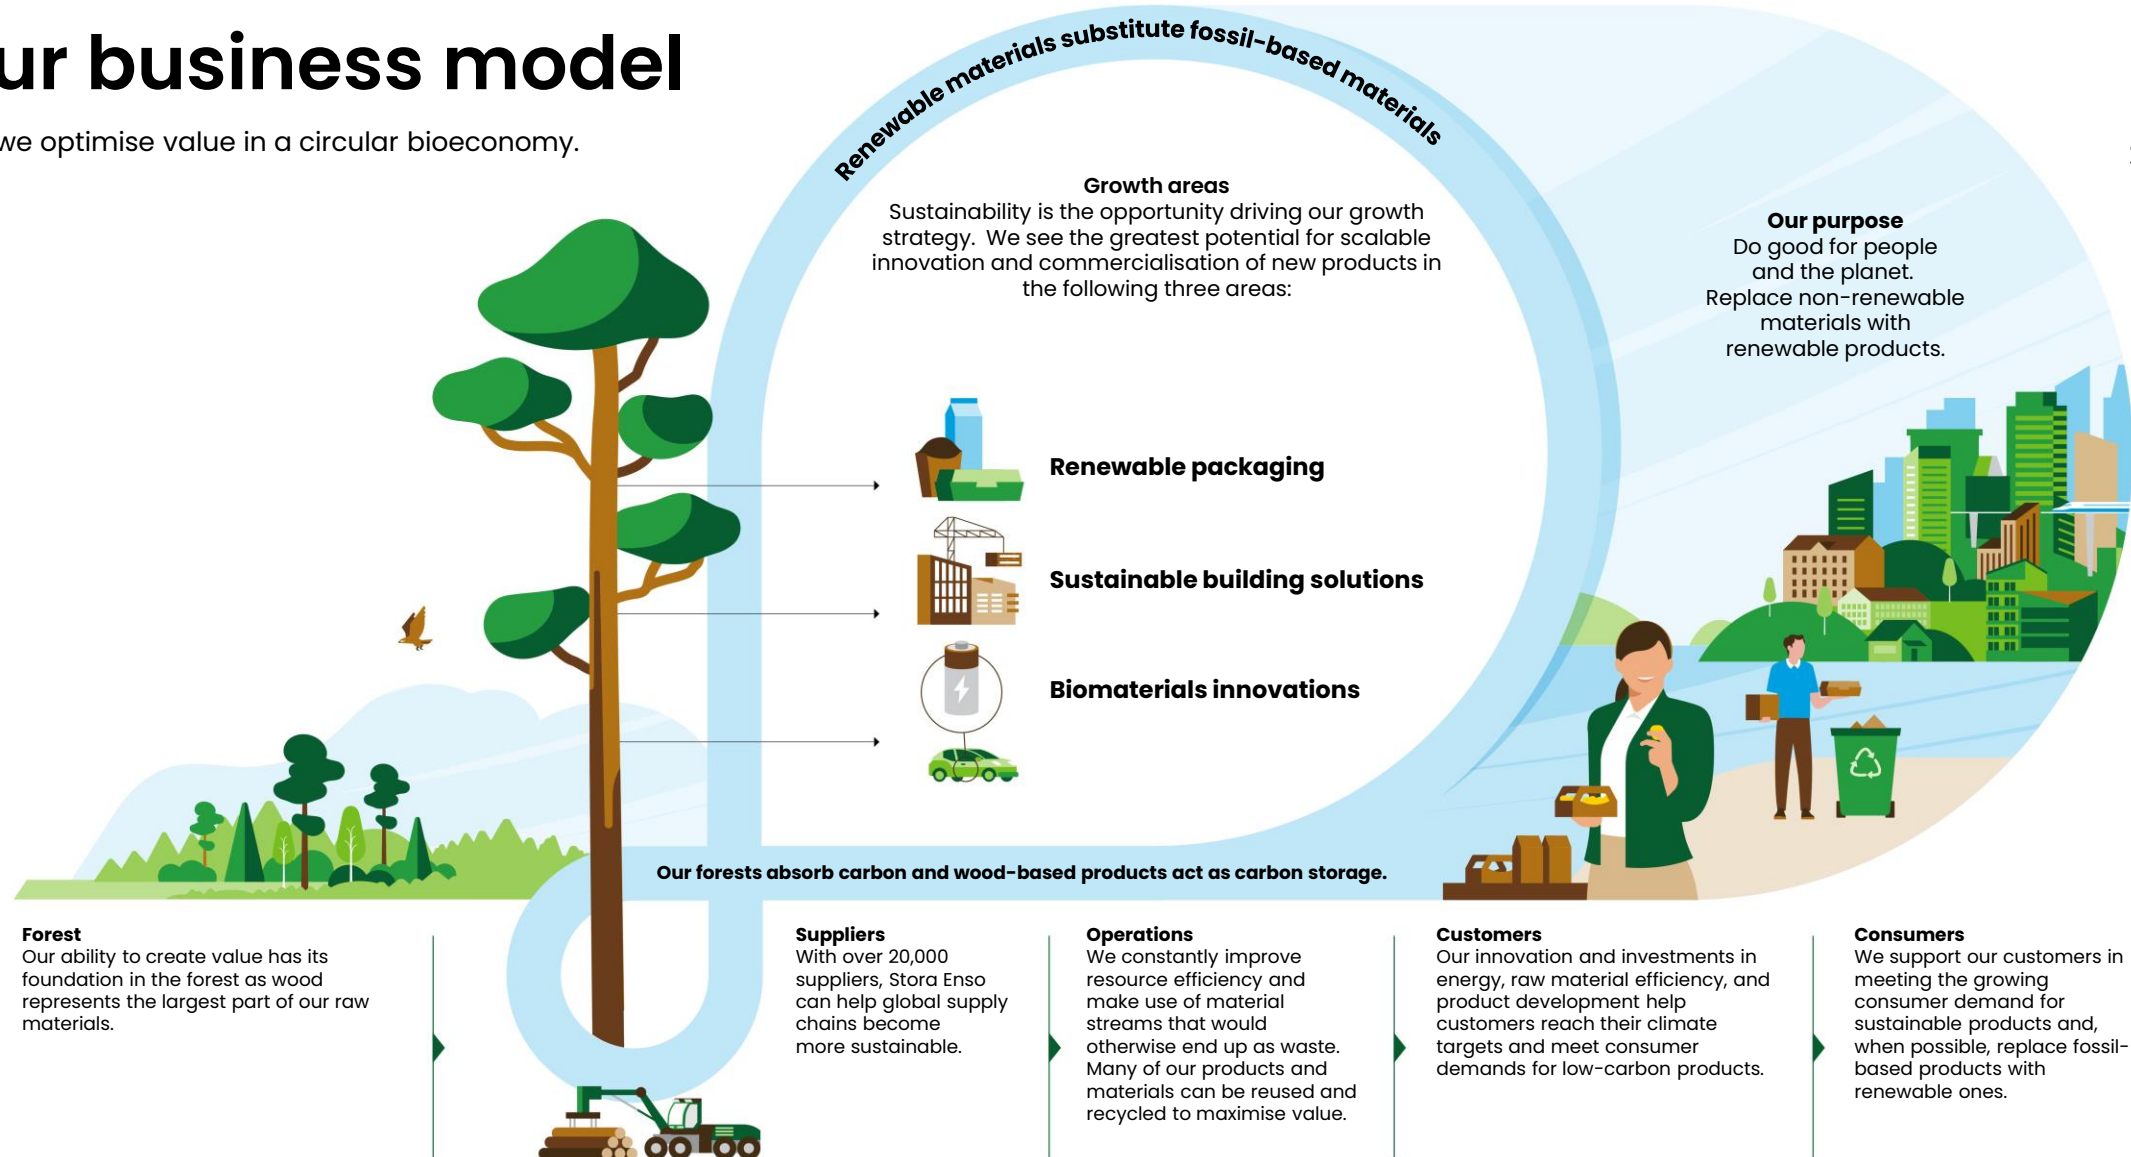 ur business model
we optimise value in a circular bioeconomy.
Renewable materials substitute fossil-based materials
Growth areas
Sustainability is the opportunity driving our growth
strategy. We see the greatest potential for scalable
innovation and commercialisation of new products in
the following three areas:
Renewable packaging
Sustainable building solutions
Biomaterials innovations
Our purpose
Do good for people
and the planet.
Replace non-renewable
materials with
renewable products.
Our forests absorb carbon and wood-based products act as carbon storage.
Forest
Our ability to create value has its
foundation in the forest as wood
represents the largest part of our raw
materials.
Suppliers
With over 20,000
suppliers, Stora Enso
can help global supply
chains become
more sustainable.
Operations
We constantly improve
resource efficiency and
make use of material
streams that would
otherwise end up as waste.
Many of our products and
materials can be reused and
recycled to maximise value.
Customers
Our innovation and investments in
energy, raw material efficiency, and
product development help
customers reach their climate
targets and meet consumer
demands for low-carbon products.
Consumers
We support our customers in
meeting the growing
consumer demand for
sustainable products and,
when possible, replace fossil-
based products with
renewable ones.